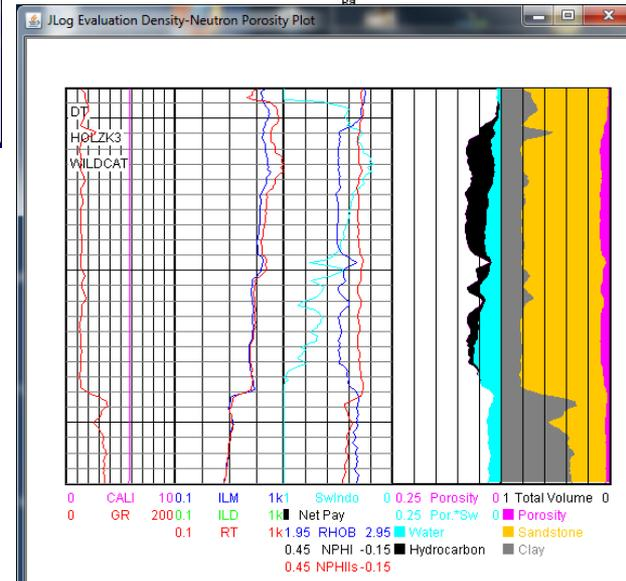 JLog Evaluation Density-Neutron Porosity Plot
DT
HOLZK3
WILDCAT
0 CALI 10 0.1 ILM 1k 1 SwIndo 0 0.25 Porosity 0 1 Total Volume 0
0 GR 200 0.1 ILD 1k Net Pay 0.25 Por.*Sw 0 Porosity
0.1 RT 1k 1.95 RHOB 2.95 Water Sandstone
0.45 NPHI -0.15 Hydrocarbon Clay
0.45 NPHIls -0.15